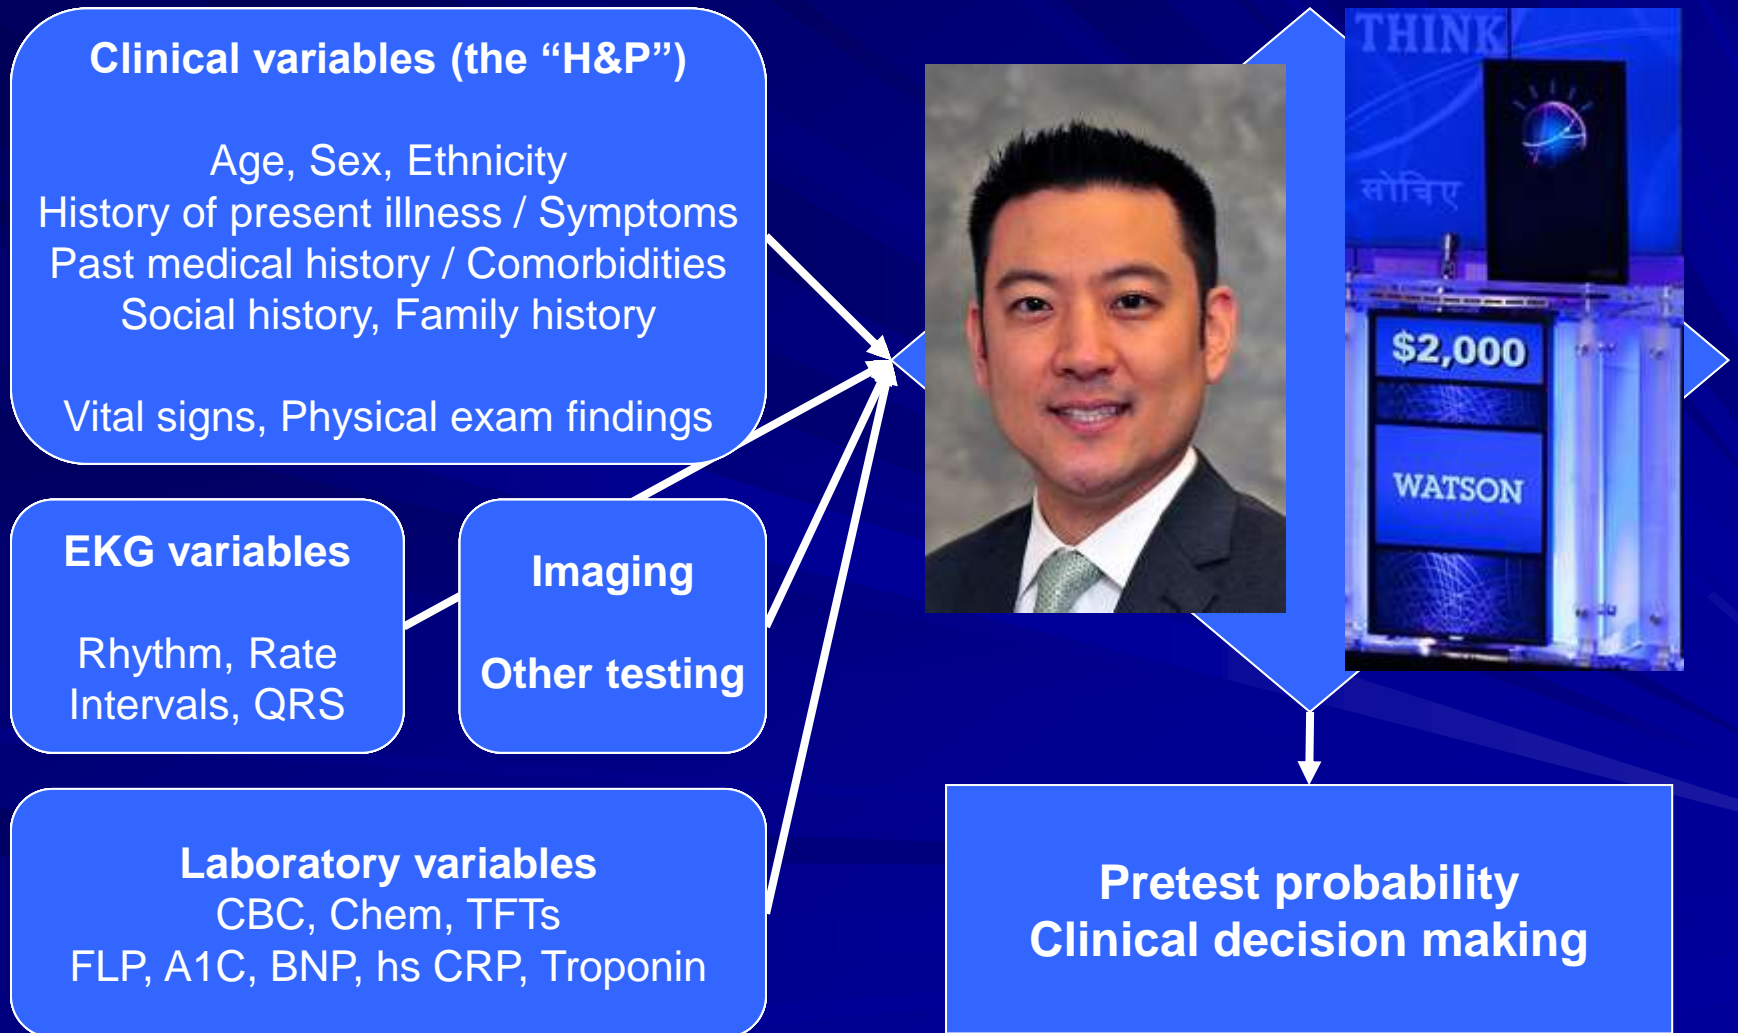 Clinical variables (the “H&P”)
Age, Sex, Ethnicity
History of present illness / Symptoms
Past medical history / Comorbidities
Social history, Family history
Vital signs, Physical exam findings
EKG variables
Rhythm, Rate
Intervals, QRS
Imaging
Other testing
Laboratory variables
CBC, Chem, TFTs
FLP, A1C, BNP, hs CRP, Troponin
THINK
सोचिए
$2,000
WATSON
Pretest probability
Clinical decision making